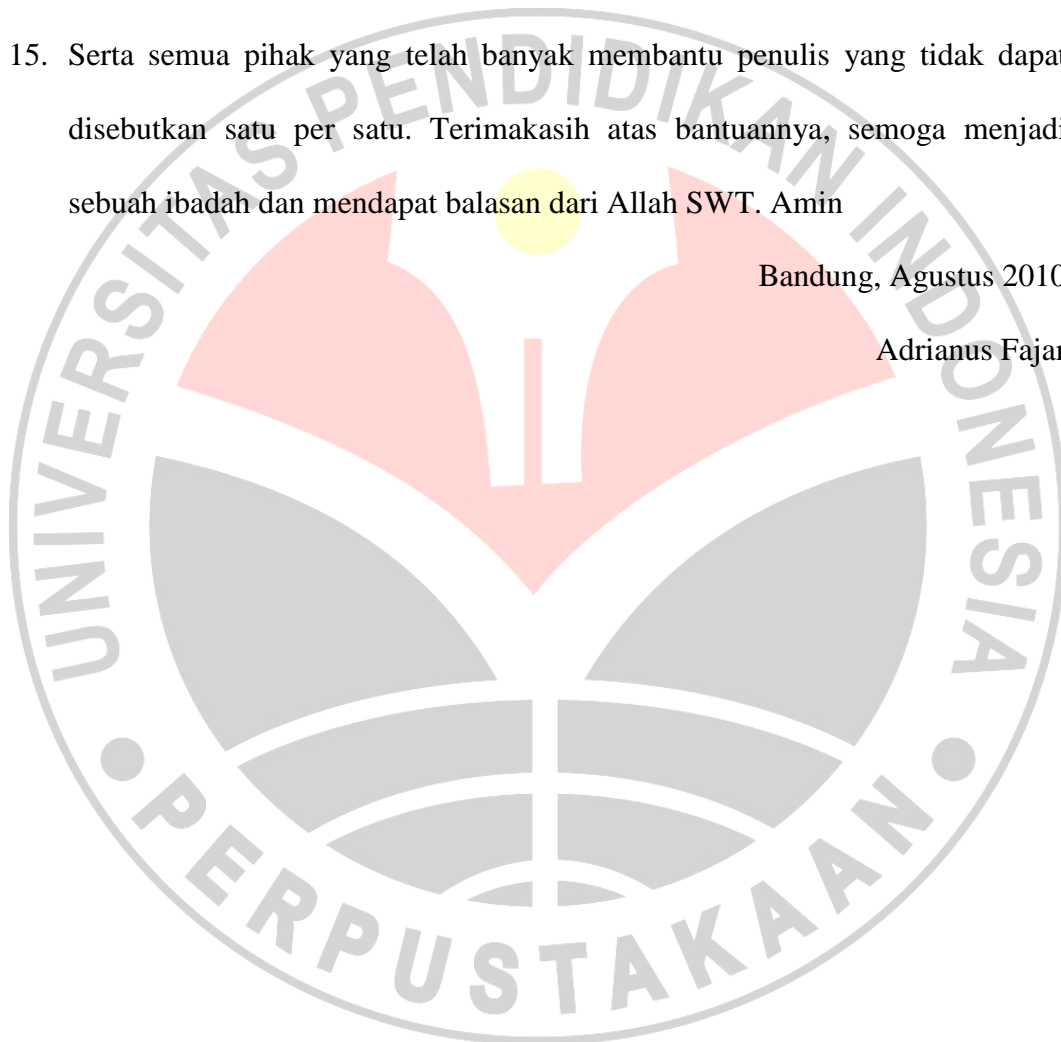 15. Serta semua pihak yang telah banyak membantu penulis yang tidak dapat
disebutkan satu per satu. Terimakasih atas bantuannya, semoga menjadi
sebuah ibadah dan mendapat balasan dari Allah SWT. Amin
Bandung, Agustus 2010
Adrianus Fajar
UNIVERSITAS PENDIDIKAN INDONESIA
PERPUSTAKAAN